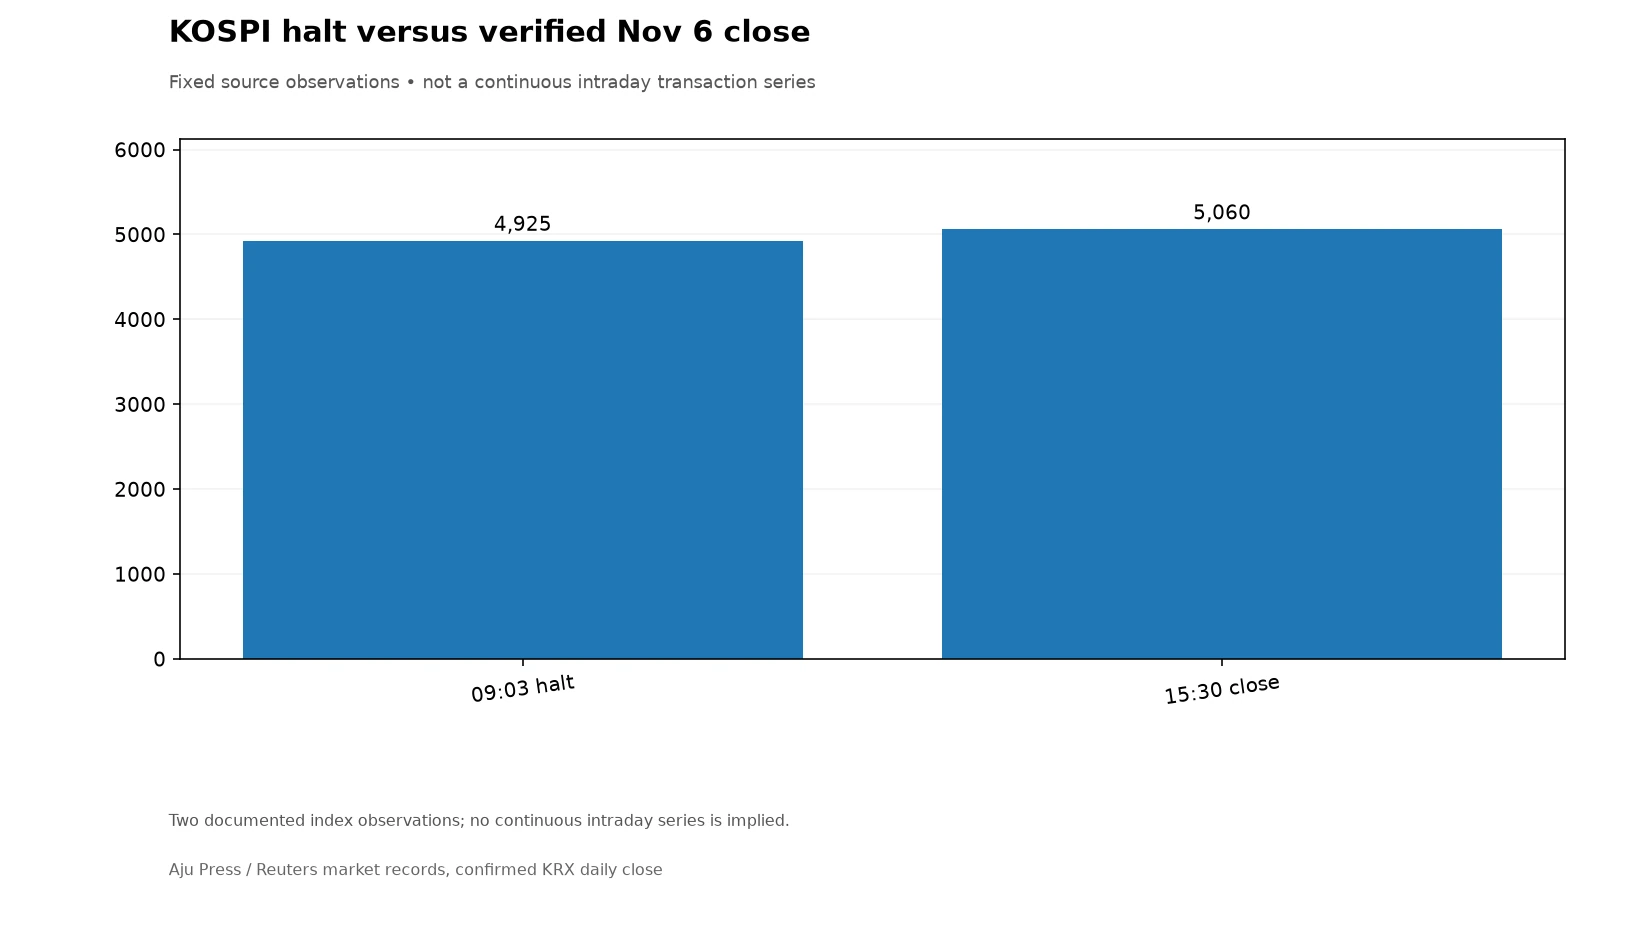 KOSPI halt versus verified Nov 6 close
Fixed source observations • not a continuous intraday transaction series
6000
5000
4000
3000
2000
1000
0
4,925
5,060
09:03 halt
15:30 close
Two documented index observations; no continuous intraday series is implied.
Aju Press / Reuters market records, confirmed KRX daily close